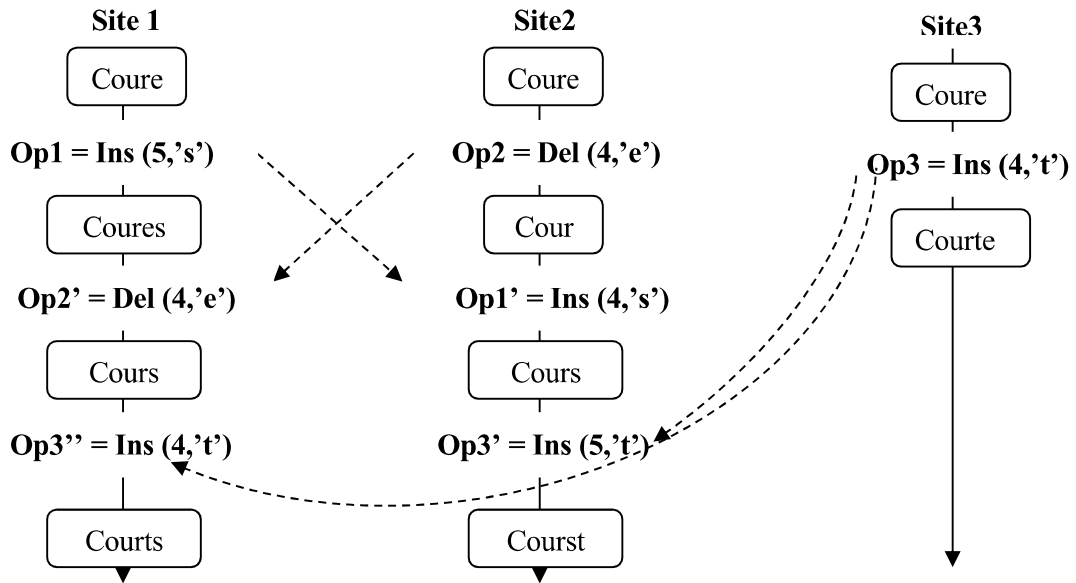 Site 1 Site2 Site3
Coure Coure Coure
Op1 = Ins (5,’s’) Op2 = Del (4,’e’) Op3 = Ins (4,’t’)
Coures Cour Courte
Op2’ = Del (4,’e’) Op1’ = Ins (4,’s’)
Cours Cours
Op3’’ = Ins (4,’t’) Op3’ = Ins (5,’t’)
Courts Courst